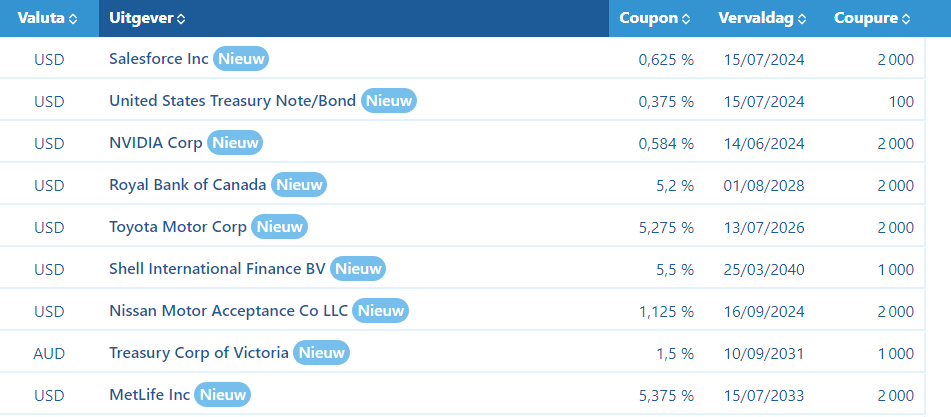 Valuta Uitgever Coupon Vervaldag Coupure
USD Salesforce Inc Nieuw 0,625 % 15/07/2024 2 000
USD United States Treasury Note/Bond Nieuw 0,375 % 15/07/2024 100
USD NVIDIA Corp Nieuw 0,584 % 14/06/2024 2 000
USD Royal Bank of Canada Nieuw 5,2 % 01/08/2028 2 000
USD Toyota Motor Corp Nieuw 5,275 % 13/07/2026 2 000
USD Shell International Finance BV Nieuw 5,5 % 25/03/2040 1 000
USD Nissan Motor Acceptance Co LLC Nieuw 1,125 % 16/09/2024 2 000
AUD Treasury Corp of Victoria Nieuw 1,5 % 10/09/2031 1 000
USD MetLife Inc Nieuw 5,375 % 15/07/2033 2 000